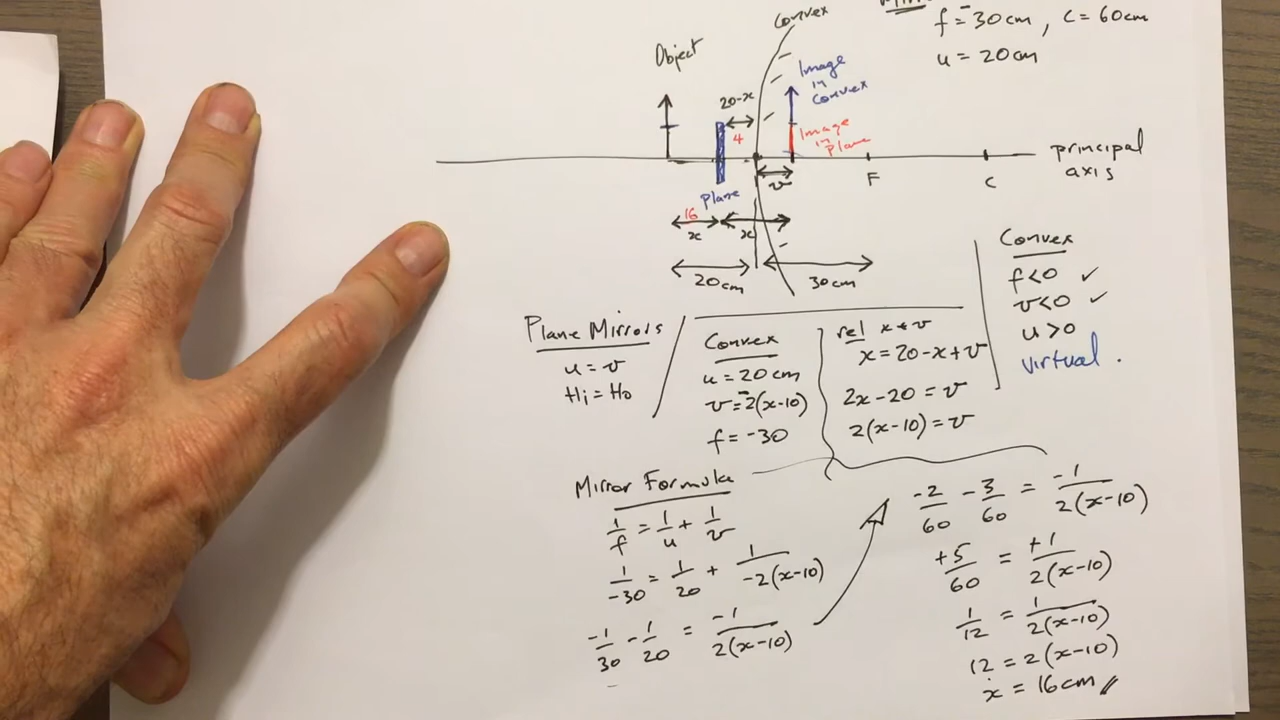 Convex
f = -30cm, C = 60cm
u = 20cm
Object
Image
in
Convex
20-x
4
Image
in
plane
principal
axis
v
F
C
plane
16
x
x
20cm
30cm
Convex
f<0 ✓
v<0 ✓
u>0
virtual.
Plane Mirrors
u = v
Hi = Ho
Convex
u = 20cm
v = -2(x-10)
f = -30
rel x + v
x = 20-x+v
2x-20 = v
2(x-10) = v
Mirror Formula
1/f = 1/u + 1/v
1/-30 = 1/20 + 1/-2(x-10)
-1/30 - 1/20 = -1/2(x-10)
-2/60 - 3/60 = -1/2(x-10)
+5/60 = +1/2(x-10)
1/12 = 1/2(x-10)
12 = 2(x-10)
x = 16cm //